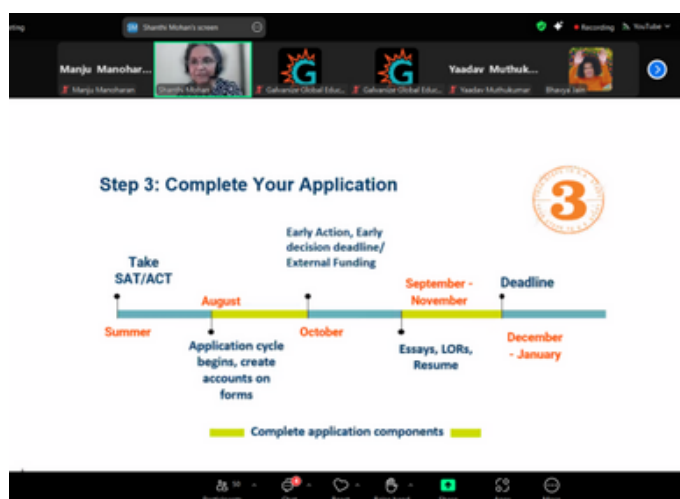 Shanthi Mohan's screen
Recording
YouTube
Manju Manohar...
Yaadav Muthuk...
Manju Manoharan
Shanthi Mohan
Galvanize Global Educ...
Galvanize Global Educ...
Yaadav Muthukumar
Bhavya Jain
Step 3: Complete Your Application
3
Early Action, Early
decision deadline/
External Funding
Take
SAT/ACT
August
September -
November
Deadline
Summer
October
December
- January
Application cycle
begins, create
accounts on
forms
Essays, LORs,
Resume
Complete application components